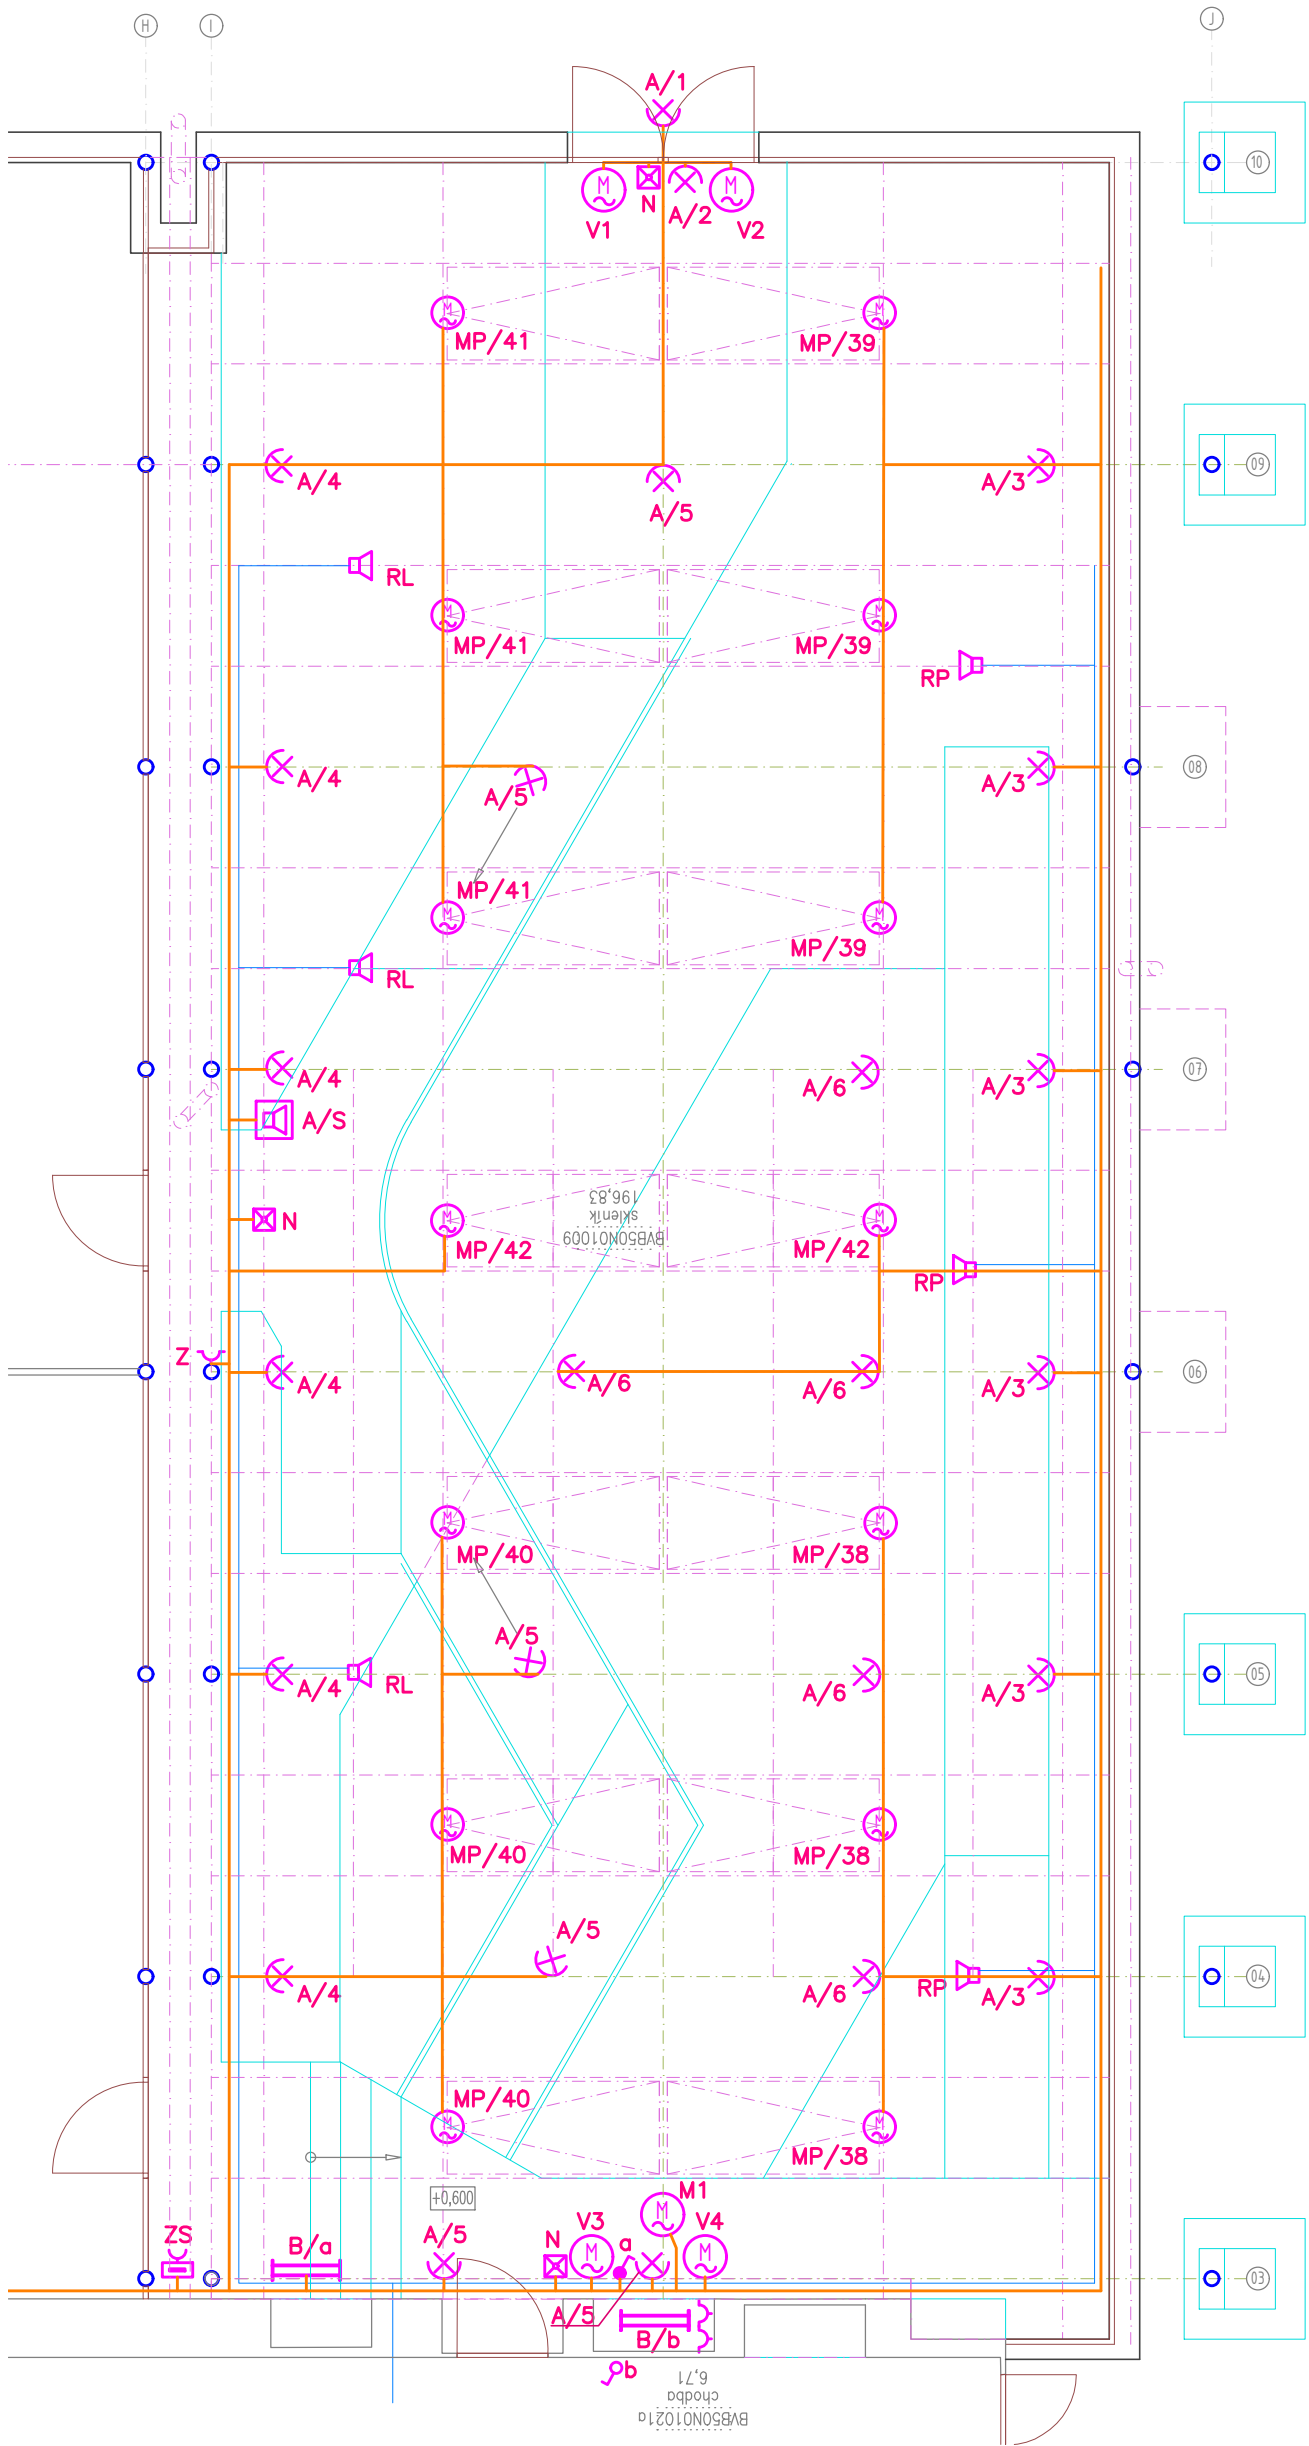 H
I
J
A/1
10
V1
N
A/2
V2
M
M
M
M
MP/41
MP/39
09
A/4
A/5
A/3
RL
M
M
MP/41
MP/39
RP
08
A/4
A/5
A/3
MP/41
M
M
MP/39
RL
07
A/4
A/6
A/3
A/S
N
M
M
196,83
skleník
BVB50N01009
MP/42
MP/42
RP
Z
06
A/4
A/6
A/6
A/3
M
M
MP/40
MP/38
A/5
05
A/4
RL
A/6
A/3
M
M
MP/40
MP/38
A/5
04
A/4
A/6
RP
A/3
MP/40
M
M
MP/38
+0,600
M1
M
ZS
B/a
A/5
N
V3
a
V4
M
M
03
A/5
B/b
b
6,71
chodba
BVB50N01021a